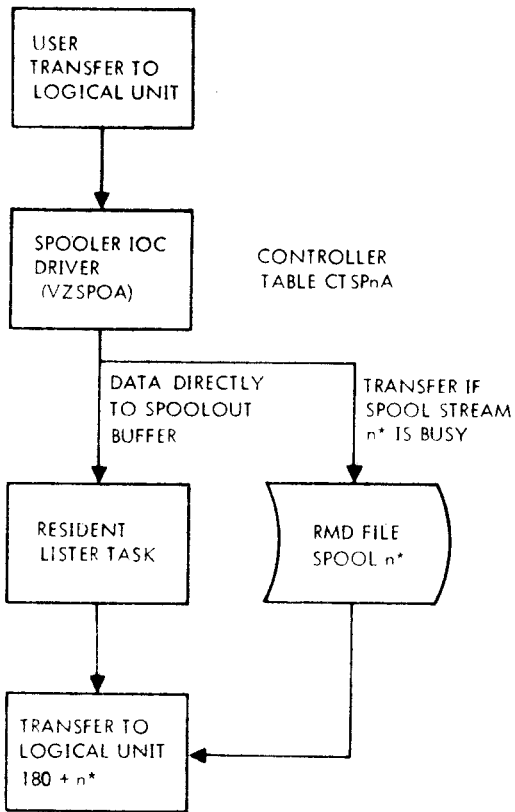 USER
TRANSFER TO
LOGICAL UNIT
SPOOLER IOC
DRIVER
(VZSPOA)
CONTROLLER
TABLE CTSPnA
DATA DIRECTLY
TO SPOOLOUT
BUFFER
TRANSFER IF
SPOOL STREAM
n* IS BUSY
RESIDENT
LISTER TASK
RMD FILE
SPOOL n*
TRANSFER TO
LOGICAL UNIT
180 + n*